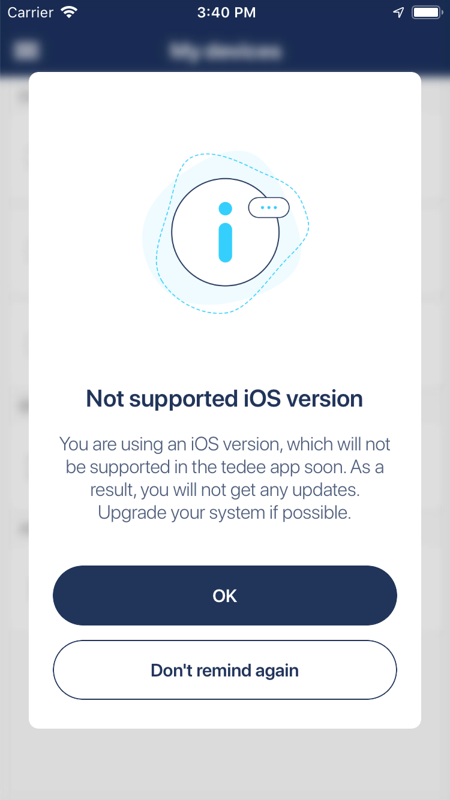 Carrier 3:40 PM
My devices
Not supported iOS version
You are using an iOS version, which will not
be supported in the tedee app soon. As a
result, you will not get any updates.
Upgrade your system if possible.
OK
Don't remind again